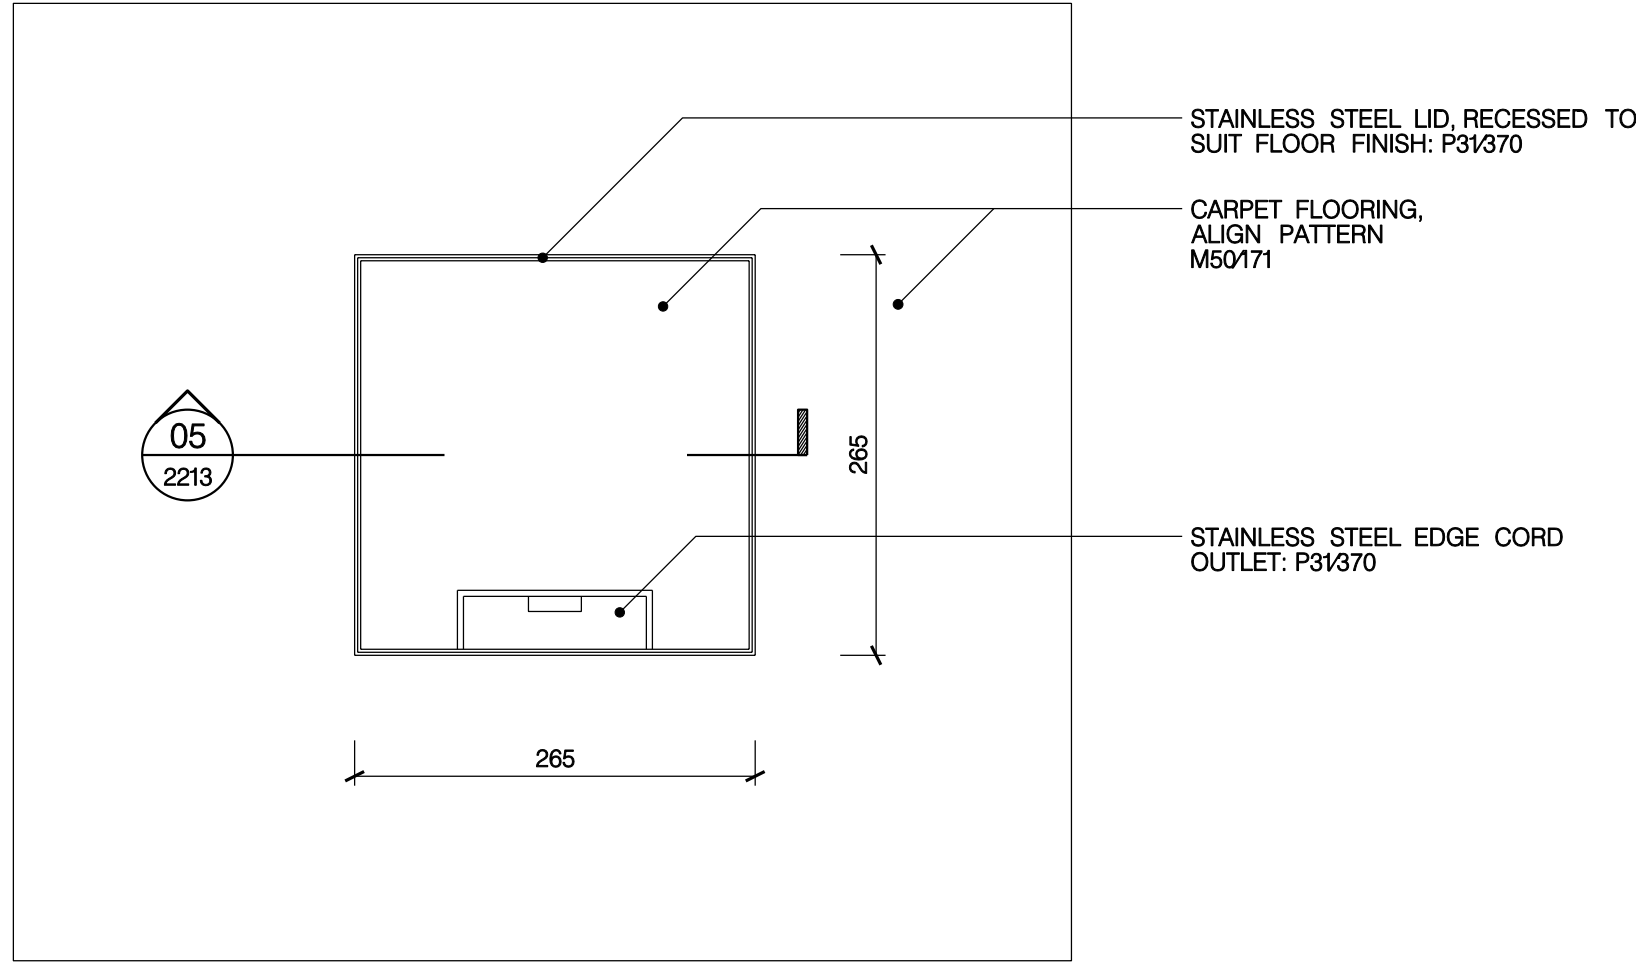 STAINLESS STEEL LID, RECESSED TO
SUIT FLOOR FINISH: P31/370
CARPET FLOORING,
ALIGN PATTERN
M50/171
05
2213
265
STAINLESS STEEL EDGE CORD
OUTLET: P31/370
265